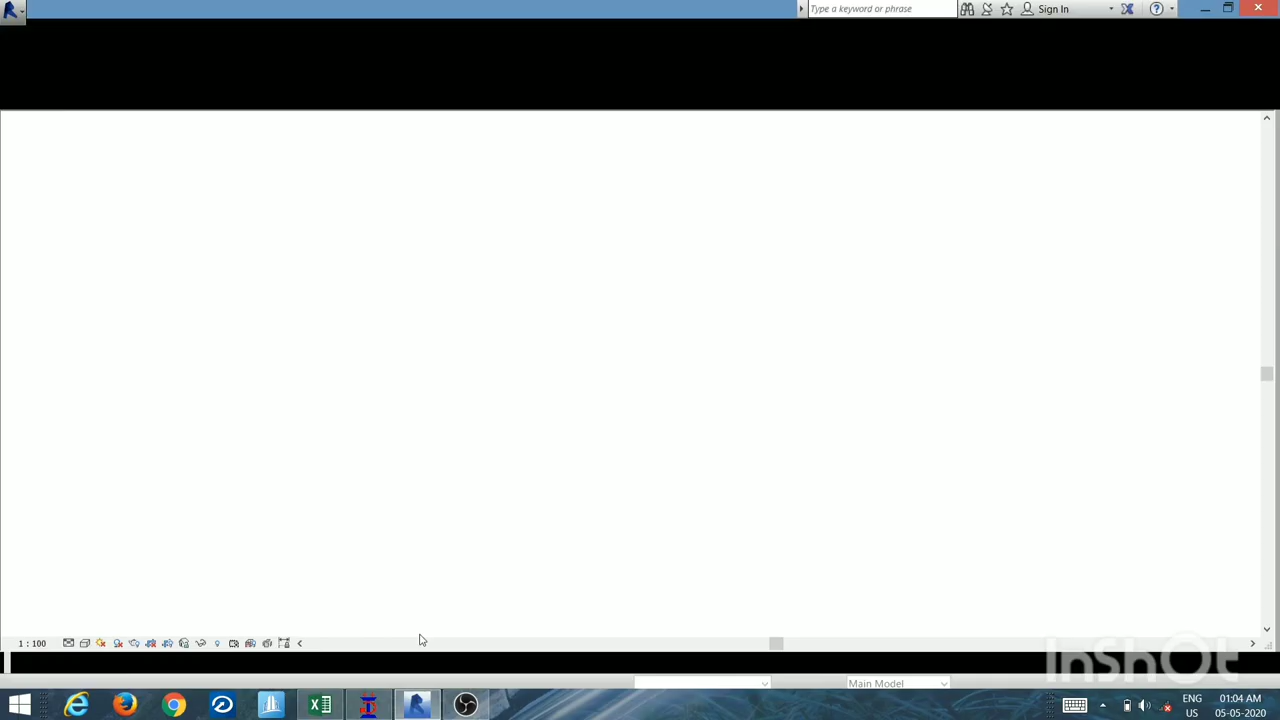 Type a keyword or phrase
Sign In
1 : 100
Main Model
InShOt
ENG
US
01:04 AM
05-05-2020